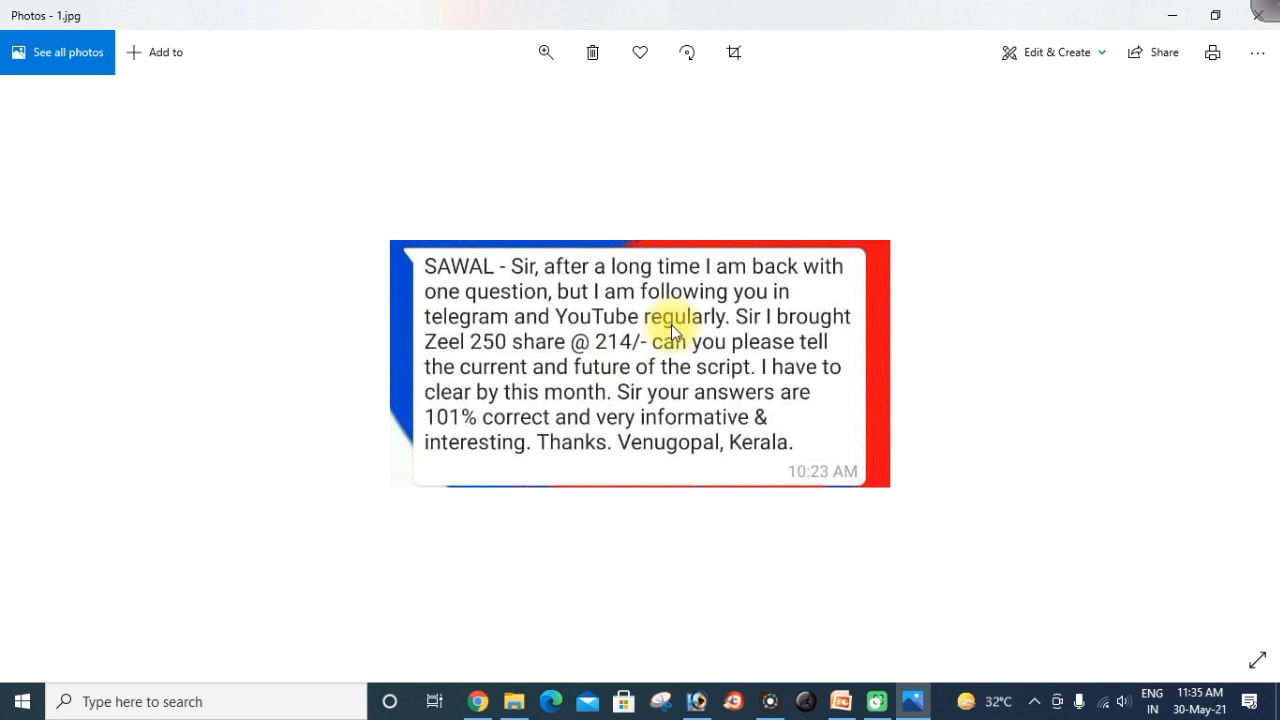 Photos - 1.jpg
See all photos
Add to
Edit & Create
Share
SAWAL - Sir, after a long time I am back with
one question, but I am following you in
telegram and YouTube regularly. Sir I brought
Zeel 250 share @ 214/- can you please tell
the current and future of the script. I have to
clear by this month. Sir your answers are
101% correct and very informative &
interesting. Thanks. Venugopal, Kerala.
10:23 AM
Type here to search
32°C
ENG
IN
11:35 AM
30-May-21